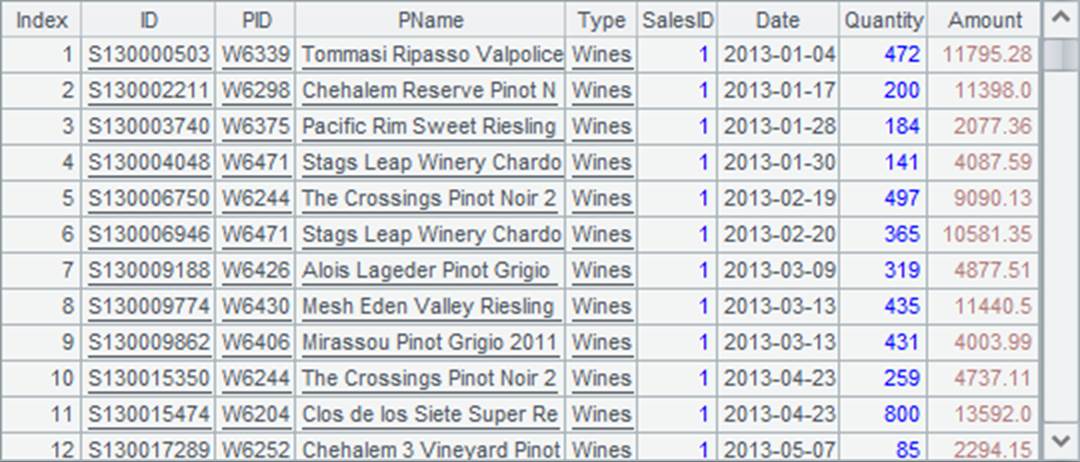 Index ID PID PName Type SalesID Date Quantity Amount
1 S130000503 W6339 Tommasi Ripasso Valpolice Wines 1 2013-01-04 472 11795.28
2 S130002211 W6298 Chehalem Reserve Pinot N Wines 1 2013-01-17 200 11398.0
3 S130003740 W6375 Pacific Rim Sweet Riesling Wines 1 2013-01-28 184 2077.36
4 S130004048 W6471 Stags Leap Winery Chardo Wines 1 2013-01-30 141 4087.59
5 S130006750 W6244 The Crossings Pinot Noir 2 Wines 1 2013-02-19 497 9090.13
6 S130006946 W6471 Stags Leap Winery Chardo Wines 1 2013-02-20 365 10581.35
7 S130009188 W6426 Alois Lageder Pinot Grigio Wines 1 2013-03-09 319 4877.51
8 S130009774 W6430 Mesh Eden Valley Riesling Wines 1 2013-03-13 435 11440.5
9 S130009862 W6406 Mirassou Pinot Grigio 2011 Wines 1 2013-03-13 431 4003.99
10 S130015350 W6244 The Crossings Pinot Noir 2 Wines 1 2013-04-23 259 4737.11
11 S130015474 W6204 Clos de los Siete Super Re Wines 1 2013-04-23 800 13592.0
12 S130017289 W6252 Chehalem 3 Vineyard Pinot Wines 1 2013-05-07 85 2294.15